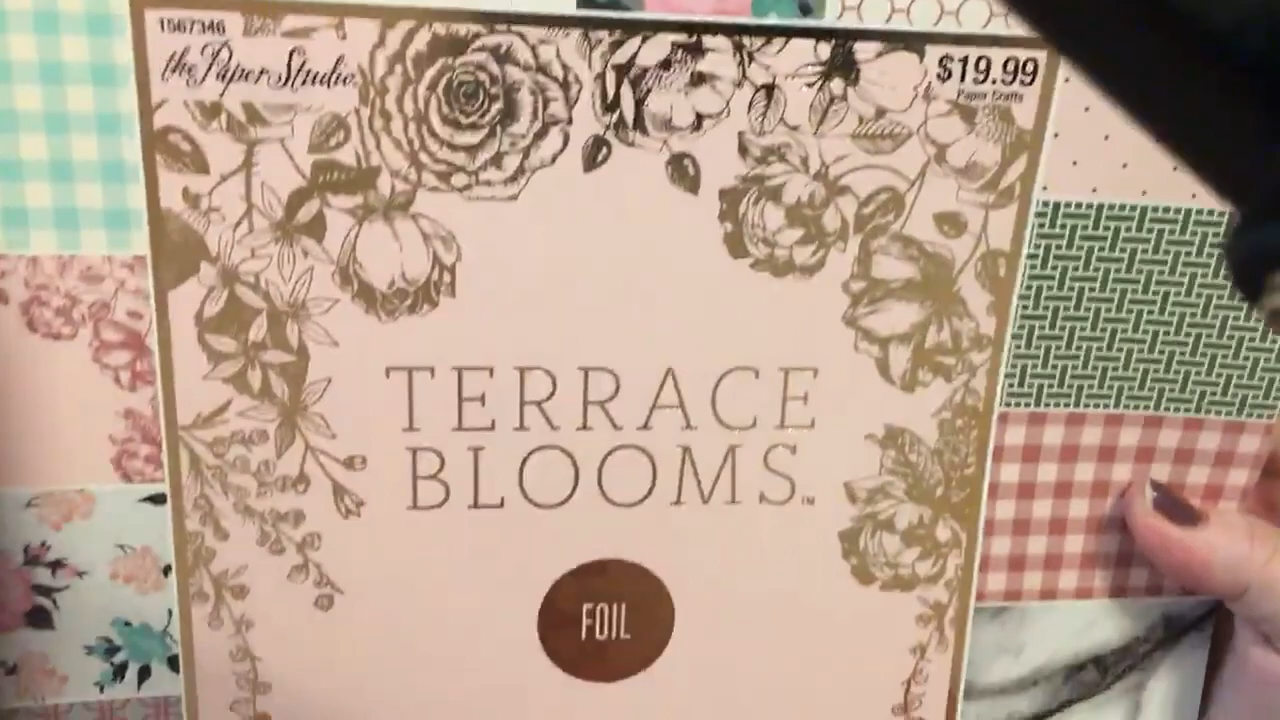 1567346
the Paper Studio
$19.99
Paper Crafts
TERRACE
BLOOMS™
FOIL